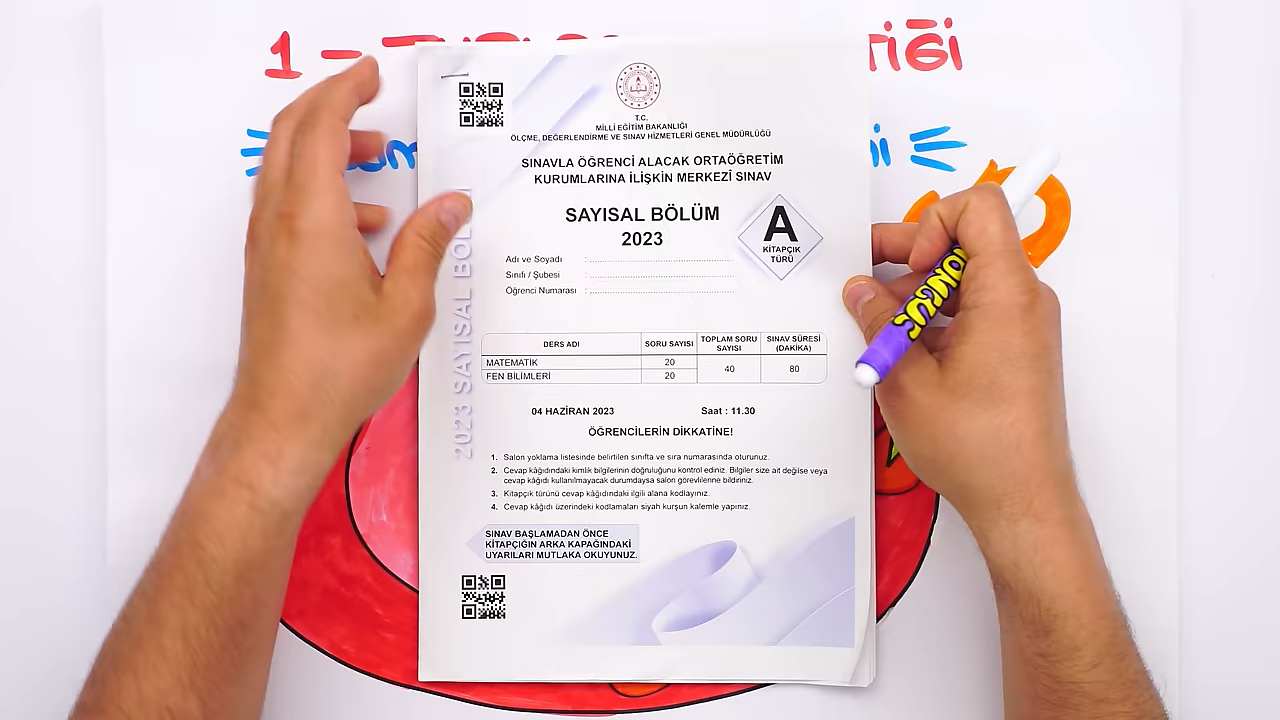 1 –
TİĞİ
T.C.
MİLLİ EĞİTİM BAKANLIĞI
ÖLÇME, DEĞERLENDİRME VE SINAV HİZMETLERİ GENEL MÜDÜRLÜĞÜ
SINAVLA ÖĞRENCİ ALACAK ORTAÖĞRETİM
KURUMLARINA İLİŞKİN MERKEZÎ SINAV
SAYISAL BÖLÜM
2023
A
KİTAPÇIK
TÜRÜ
Adı ve Soyadı :
Sınıfı / Şubesi :
Öğrenci Numarası :
2023 SAYISAL BÖL
DERS ADI SORU SAYISI TOPLAM SORU SAYISI SINAV SÜRESİ (DAKİKA)
MATEMATİK 20 40 80
FEN BİLİMLERİ 20
04 HAZİRAN 2023 Saat : 11.30
ÖĞRENCİLERİN DİKKATİNE!
1. Salon yoklama listesinde belirtilen sınıfta ve sıra numarasında oturunuz.
2. Cevap kâğıdındaki kimlik bilgilerinin doğruluğunu kontrol ediniz. Bilgiler size ait değilse veya
cevap kâğıdı kullanılmayacak durumdaysa salon görevlilerine bildiriniz.
3. Kitapçık türünü cevap kâğıdındaki ilgili alana kodlayınız.
4. Cevap kâğıdı üzerindeki kodlamaları siyah kurşun kalemle yapınız.
SINAV BAŞLAMADAN ÖNCE
KİTAPÇIĞIN ARKA KAPAĞINDAKİ
UYARILARI MUTLAKA OKUYUNUZ.